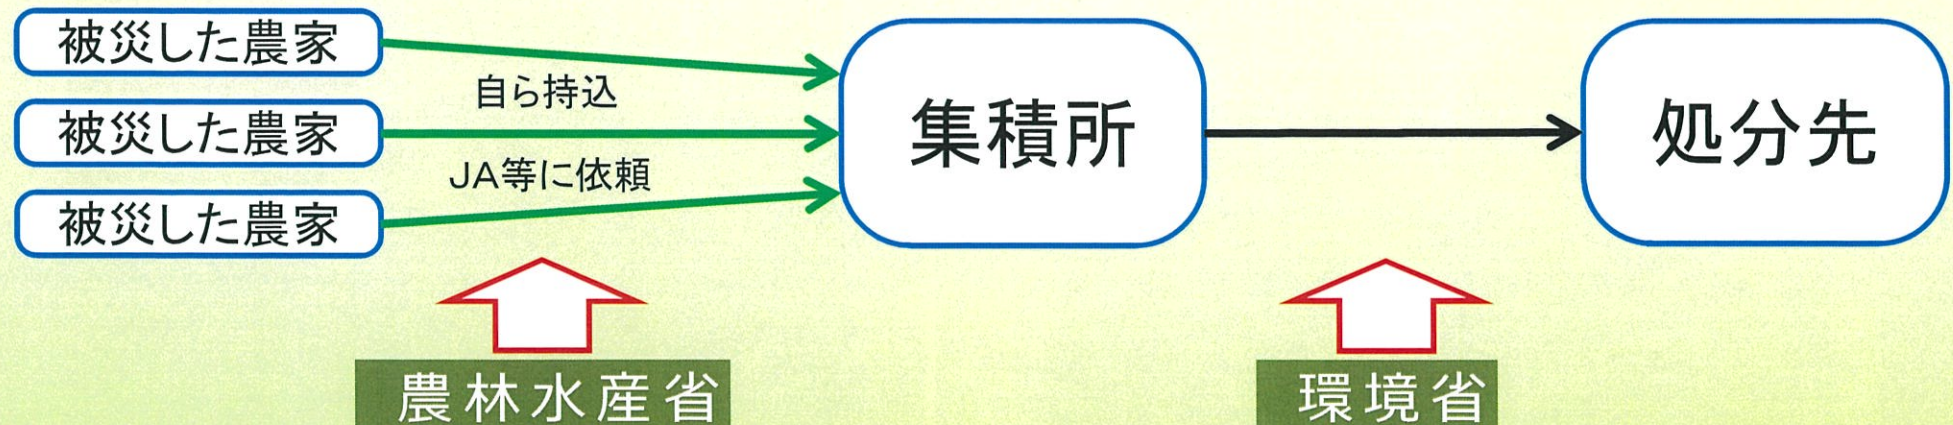 被災した農家
自ら持込
被災した農家
JA等に依頼
被災した農家
集積所
処分先
農林水産省
環境省